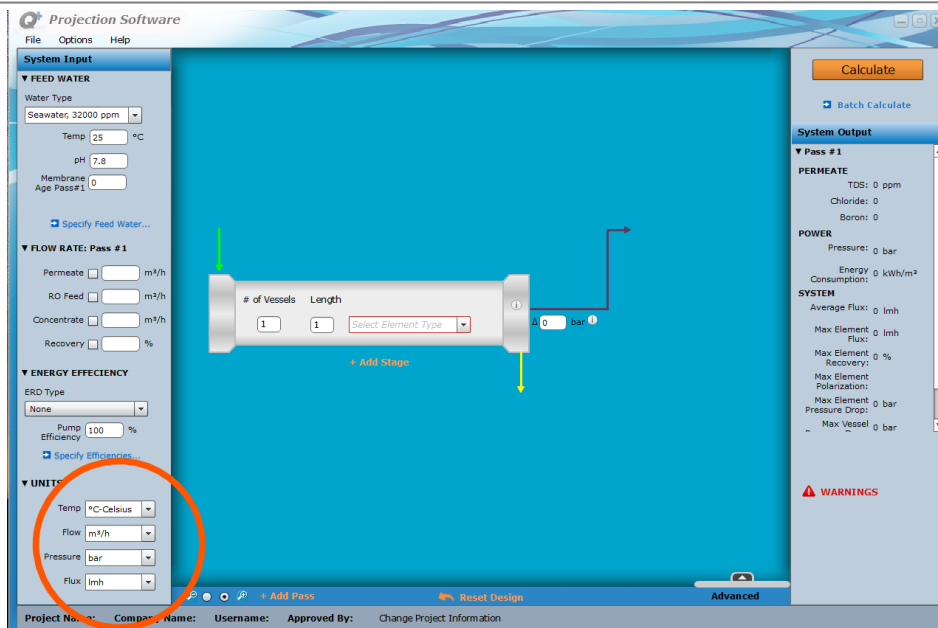 Q+ Projection Software
File Options Help
System Input
▼ FEED WATER
Water Type
Seawater, 32000 ppm
Temp 25 °C
pH 7.8
Membrane
Age Pass#1 0
Specify Feed Water...
▼ FLOW RATE: Pass #1
Permeate m³/h
RO Feed m³/h
Concentrate m³/h
Recovery %
▼ ENERGY EFFECIENCY
ERD Type
None
Pump
Efficiency 100 %
Specify Efficiencies...
▼ UNITS
Temp °C-Celsius
Flow m³/h
Pressure bar
Flux lmh
# of Vessels Length
1 1 Select Element Type
Δ 0 bar
+ Add Stage
+ Add Pass
Reset Design
Advanced
Calculate
Batch Calculate
System Output
▼ Pass #1
PERMEATE
TDS: 0 ppm
Chloride: 0
Boron: 0
POWER
Pressure: 0 bar
Energy
Consumption: 0 kWh/m³
SYSTEM
Average Flux: 0 lmh
Max Element
Flux: 0 lmh
Max Element
Recovery: 0 %
Max Element
Polarization:
Max Element
Pressure Drop: 0 bar
Max Vessel
0 bar
WARNINGS
Project Name: Company Name: Username: Approved By: Change Project Information